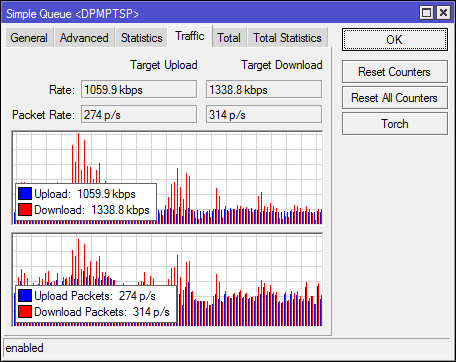 Simple Queue <DPMPTSP>
General Advanced Statistics Traffic Total Total Statistics
OK
Reset Counters
Reset All Counters
Torch
Target Upload Target Download
Rate: 1059.9 kbps 1338.8 kbps
Packet Rate: 274 p/s 314 p/s
Upload: 1059.9 kbps
Download: 1338.8 kbps
Upload Packets: 274 p/s
Download Packets: 314 p/s
enabled